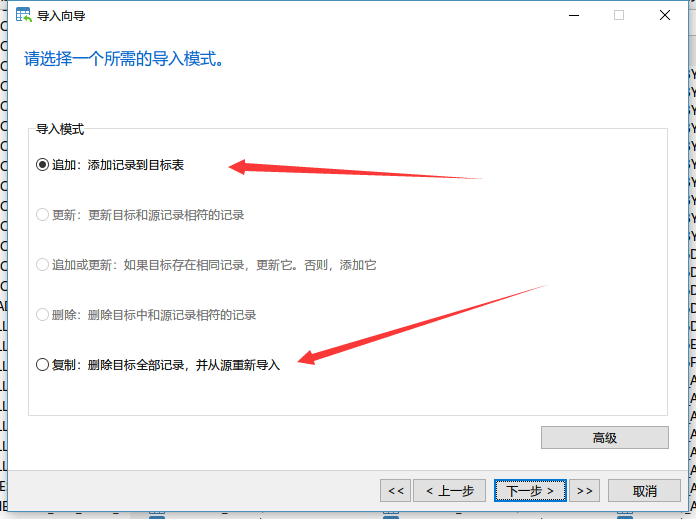 导入向导
请选择一个所需的导入模式。
导入模式
追加：添加记录到目标表
更新：更新目标和源记录相符的记录
追加或更新：如果目标存在相同记录，更新它。否则，添加它
删除：删除目标中和源记录相符的记录
复制：删除目标全部记录，并从源重新导入
高级
<< < 上一步 下一步 > >> 取消